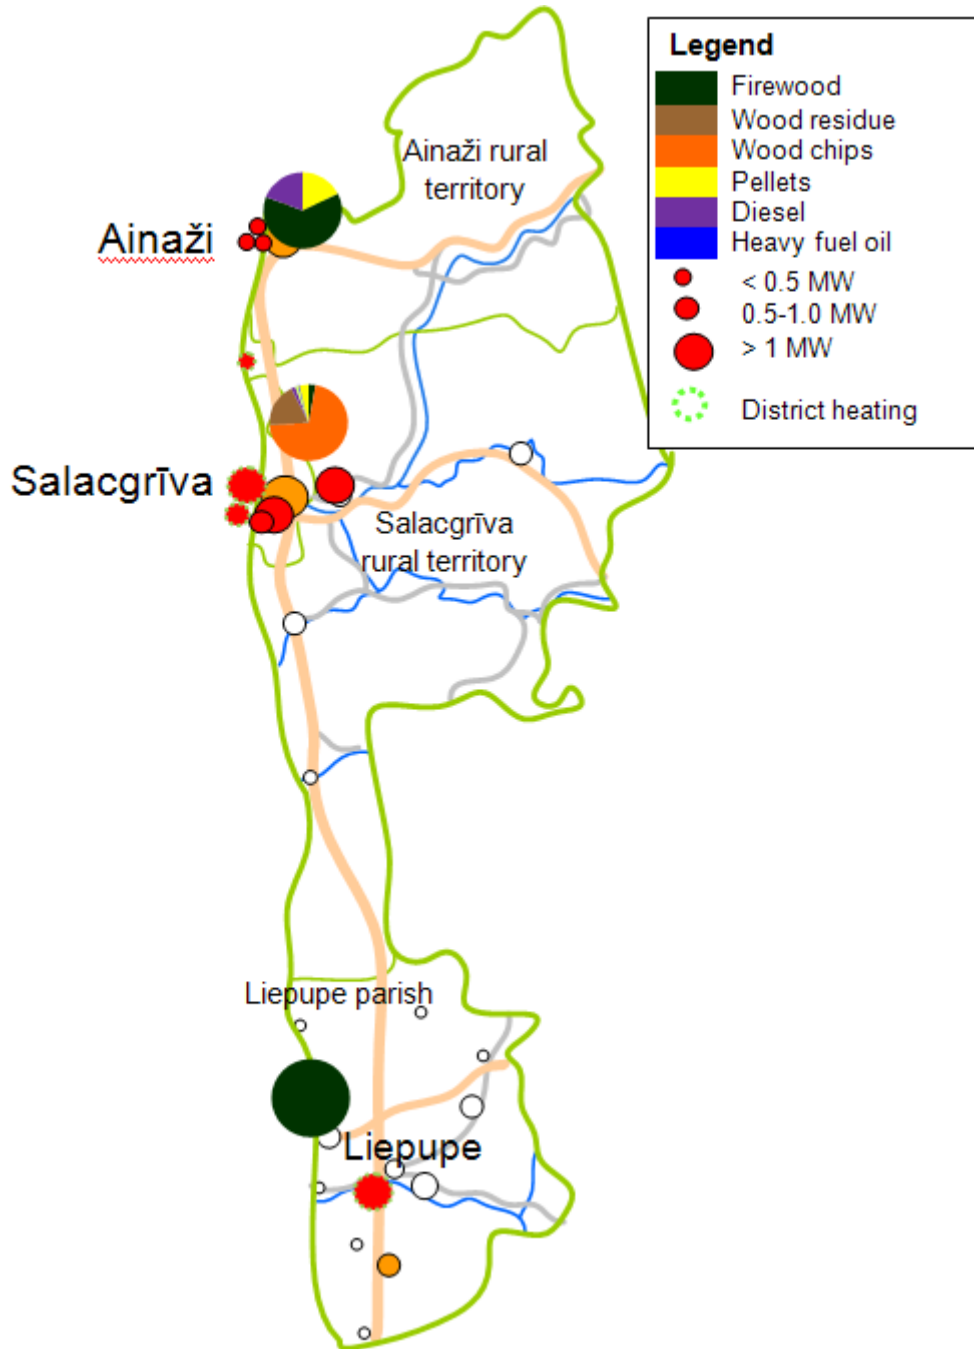 Legend
Firewood
Wood residue
Wood chips
Pellets
Diesel
Heavy fuel oil
< 0.5 MW
0.5-1.0 MW
> 1 MW
District heating
Ainaži rural
territory
Ainaži
Salacgrīva
Salacgrīva
rural territory
Liepupe parish
Liepupe